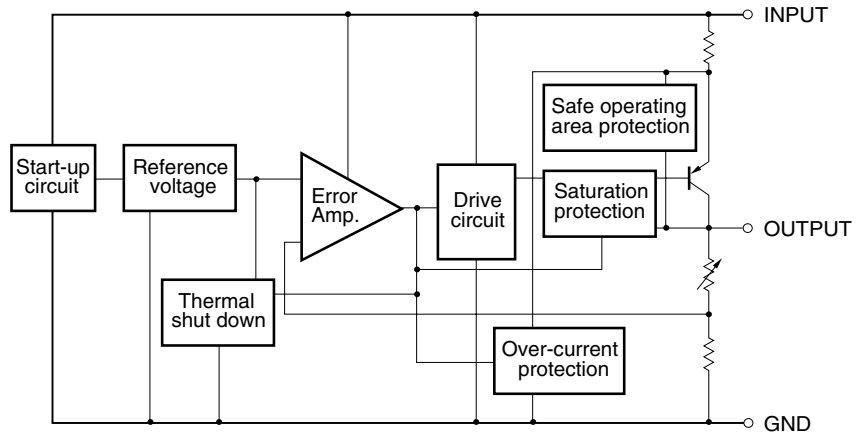 INPUT
Safe operating
area protection
Start-up
circuit
Reference
voltage
Error
Amp.
Drive
circuit
Saturation
protection
OUTPUT
Thermal
shut down
Over-current
protection
GND